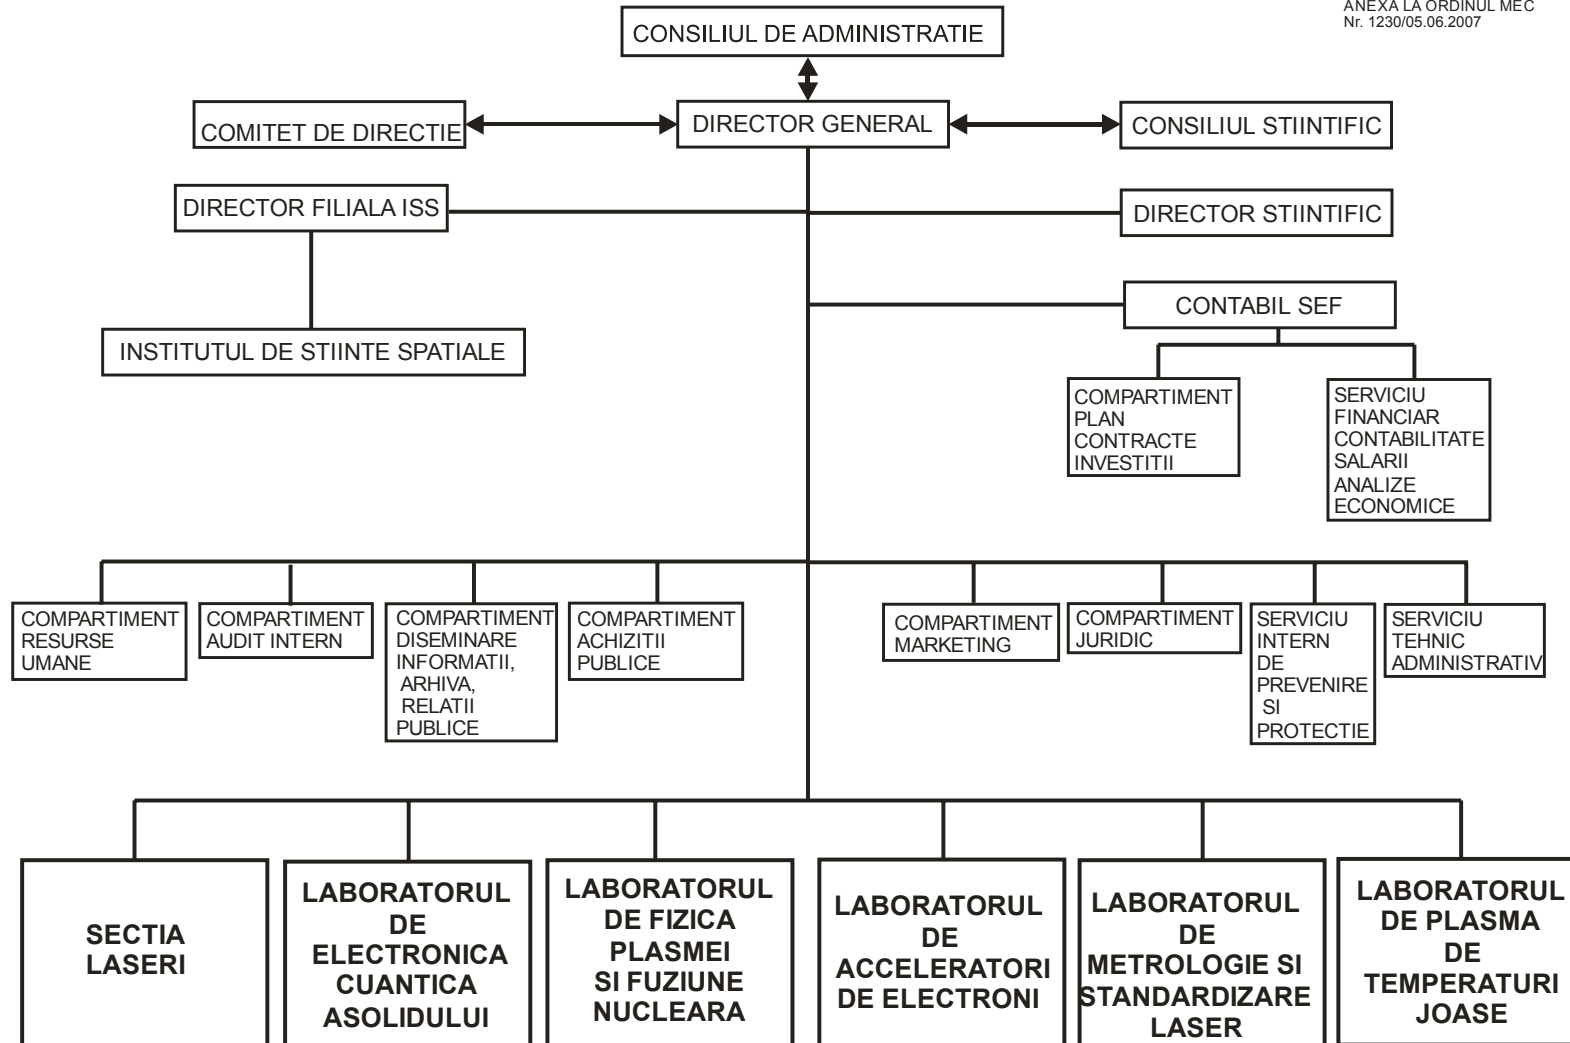 ANEXA LA ORDINUL MEC
Nr. 1230/05.06.2007
CONSILIUL DE ADMINISTRATIE
COMITET DE DIRECTIE
DIRECTOR GENERAL
CONSILIUL STIINTIFIC
DIRECTOR FILIALA ISS
DIRECTOR STIINTIFIC
CONTABIL SEF
INSTITUTUL DE STIINTE SPATIALE
COMPARTIMENT
PLAN
CONTRACTE
INVESTITII
SERVICIU
FINANCIAR
CONTABILITATE
SALARII
ANALIZE
ECONOMICE
COMPARTIMENT
RESURSE
UMANE
COMPARTIMENT
AUDIT INTERN
COMPARTIMENT
DISEMINARE
INFORMATII,
ARHIVA,
RELATII
PUBLICE
COMPARTIMENT
ACHIZITII
PUBLICE
COMPARTIMENT
MARKETING
COMPARTIMENT
JURIDIC
SERVICIU
INTERN
DE
PREVENIRE
SI
PROTECTIE
SERVICIU
TEHNIC
ADMINISTRATIV
SECTIA
LASERI
LABORATORUL
DE
ELECTRONICA
CUANTICA
ASOLIDULUI
LABORATORUL
DE FIZICA
PLASMEI
SI FUZIUNE
NUCLEARA
LABORATORUL
DE
ACCELERATORI
DE ELECTRONI
LABORATORUL
DE
METROLOGIE SI
STANDARDIZARE
LASER
LABORATORUL
DE PLASMA
DE
TEMPERATURI
JOASE